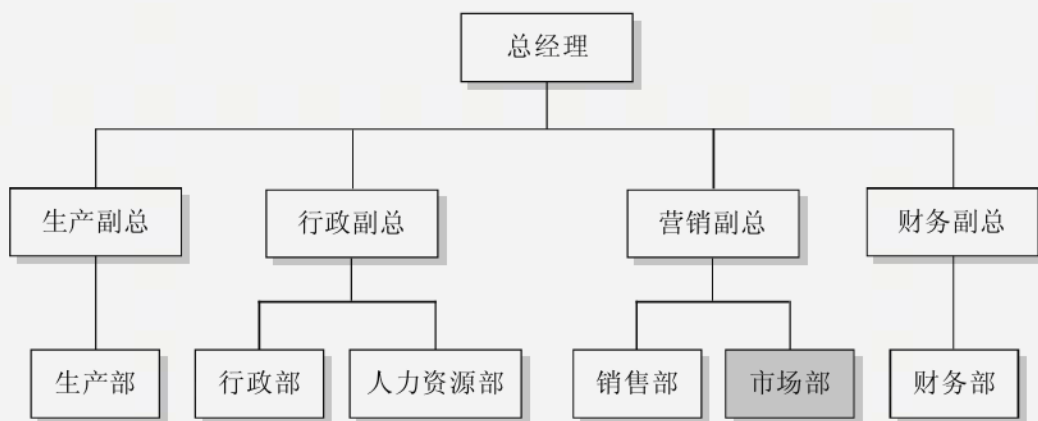 总经理
生产副总
行政副总
营销副总
财务副总
生产部
行政部
人力资源部
销售部
市场部
财务部